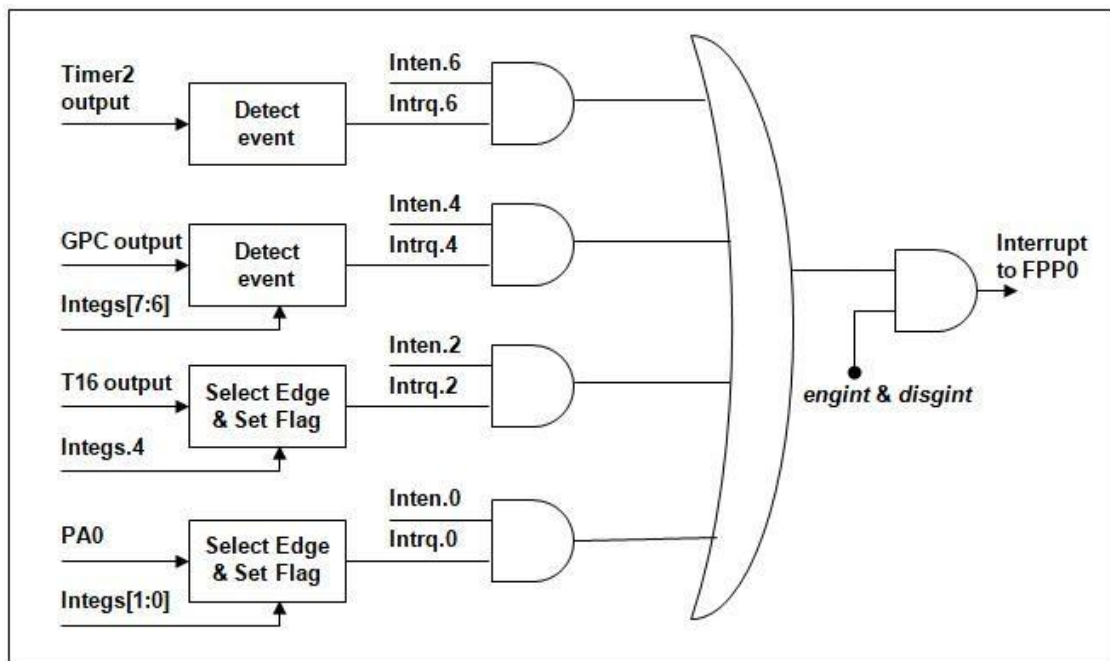 Timer2
output
Detect
event
Inten.6
Intrq.6
GPC output
Integs[7:6]
Detect
event
Inten.4
Intrq.4
T16 output
Integs.4
Select Edge
& Set Flag
Inten.2
Intrq.2
PA0
Integs[1:0]
Select Edge
& Set Flag
Inten.0
Intrq.0
Interrupt
to FPP0
engint & disgint